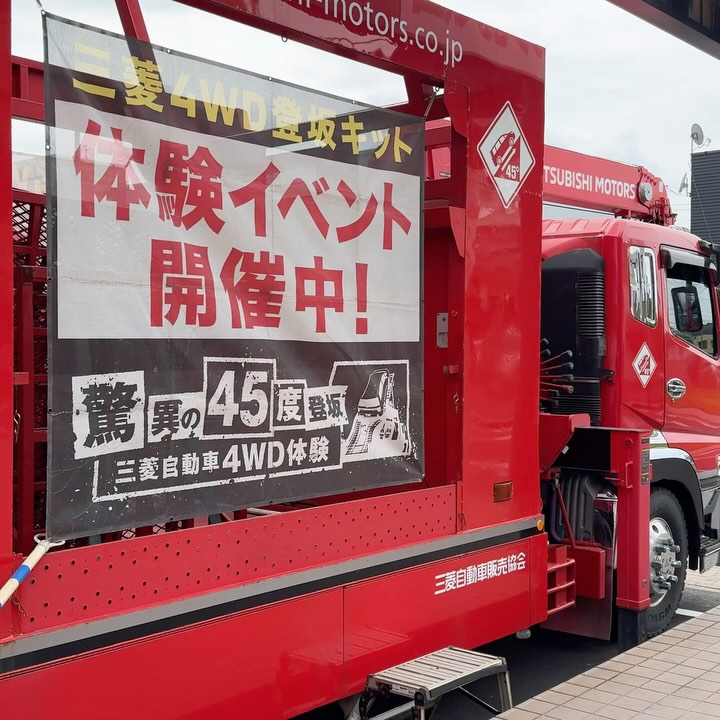 -motors.co.jp
三菱4WD登坂キット
体験イベント
開催中!
驚異の45度登坂
三菱自動車4WD体験
45°
TSUBISHI MOTORS
三菱自動車販売協会